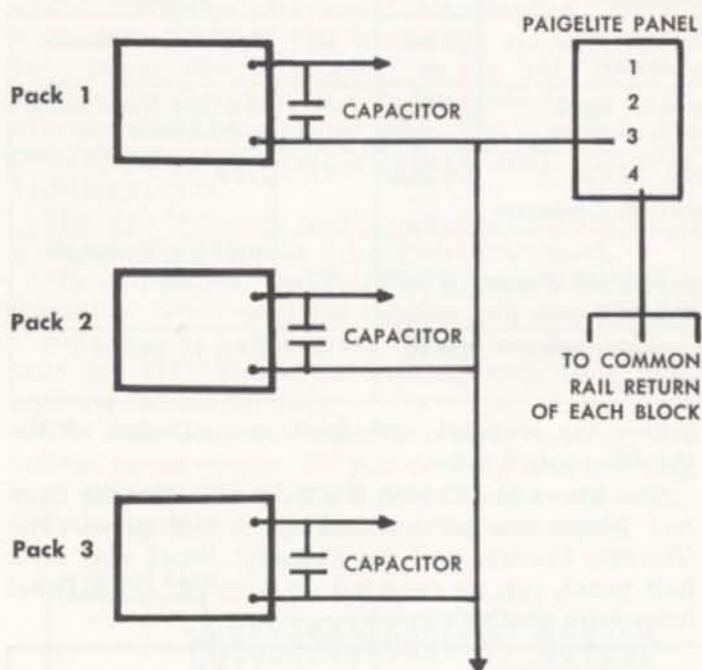 PAIGELITE PANEL
1
2
3
4
Pack 1
CAPACITOR
Pack 2
CAPACITOR
TO COMMON
RAIL RETURN
OF EACH BLOCK
Pack 3
CAPACITOR